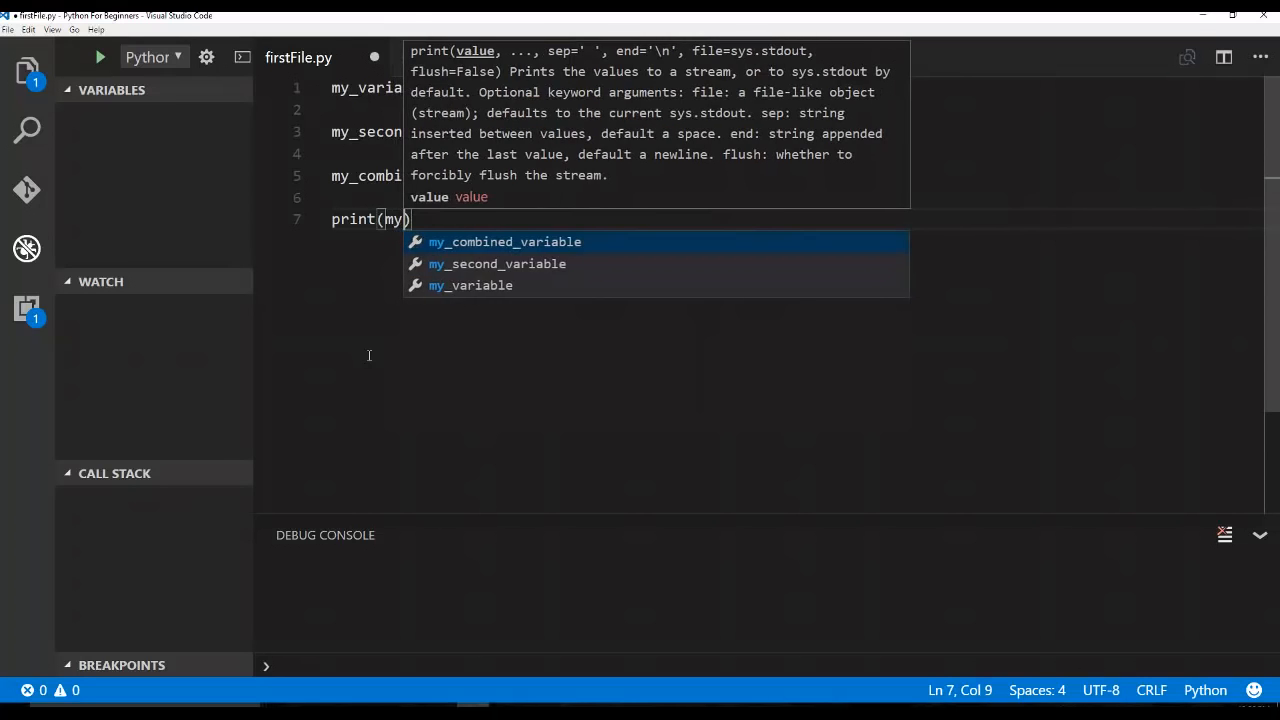 firstFile.py - Python For Beginners - Visual Studio Code
File Edit View Go Help
1
Python
firstFile.py
VARIABLES
WATCH
CALL STACK
BREAKPOINTS
1
1 my_varia
2
3 my_secon
4
5 my_combi
6
7 print(my)
print(value, ..., sep=' ', end='\n', file=sys.stdout,
flush=False) Prints the values to a stream, or to sys.stdout by
default. Optional keyword arguments: file: a file-like object
(stream); defaults to the current sys.stdout. sep: string
inserted between values, default a space. end: string appended
after the last value, default a newline. flush: whether to
forcibly flush the stream.
value value
my_combined_variable
my_second_variable
my_variable
DEBUG CONSOLE
0 0 Ln 7, Col 9 Spaces: 4 UTF-8 CRLF Python